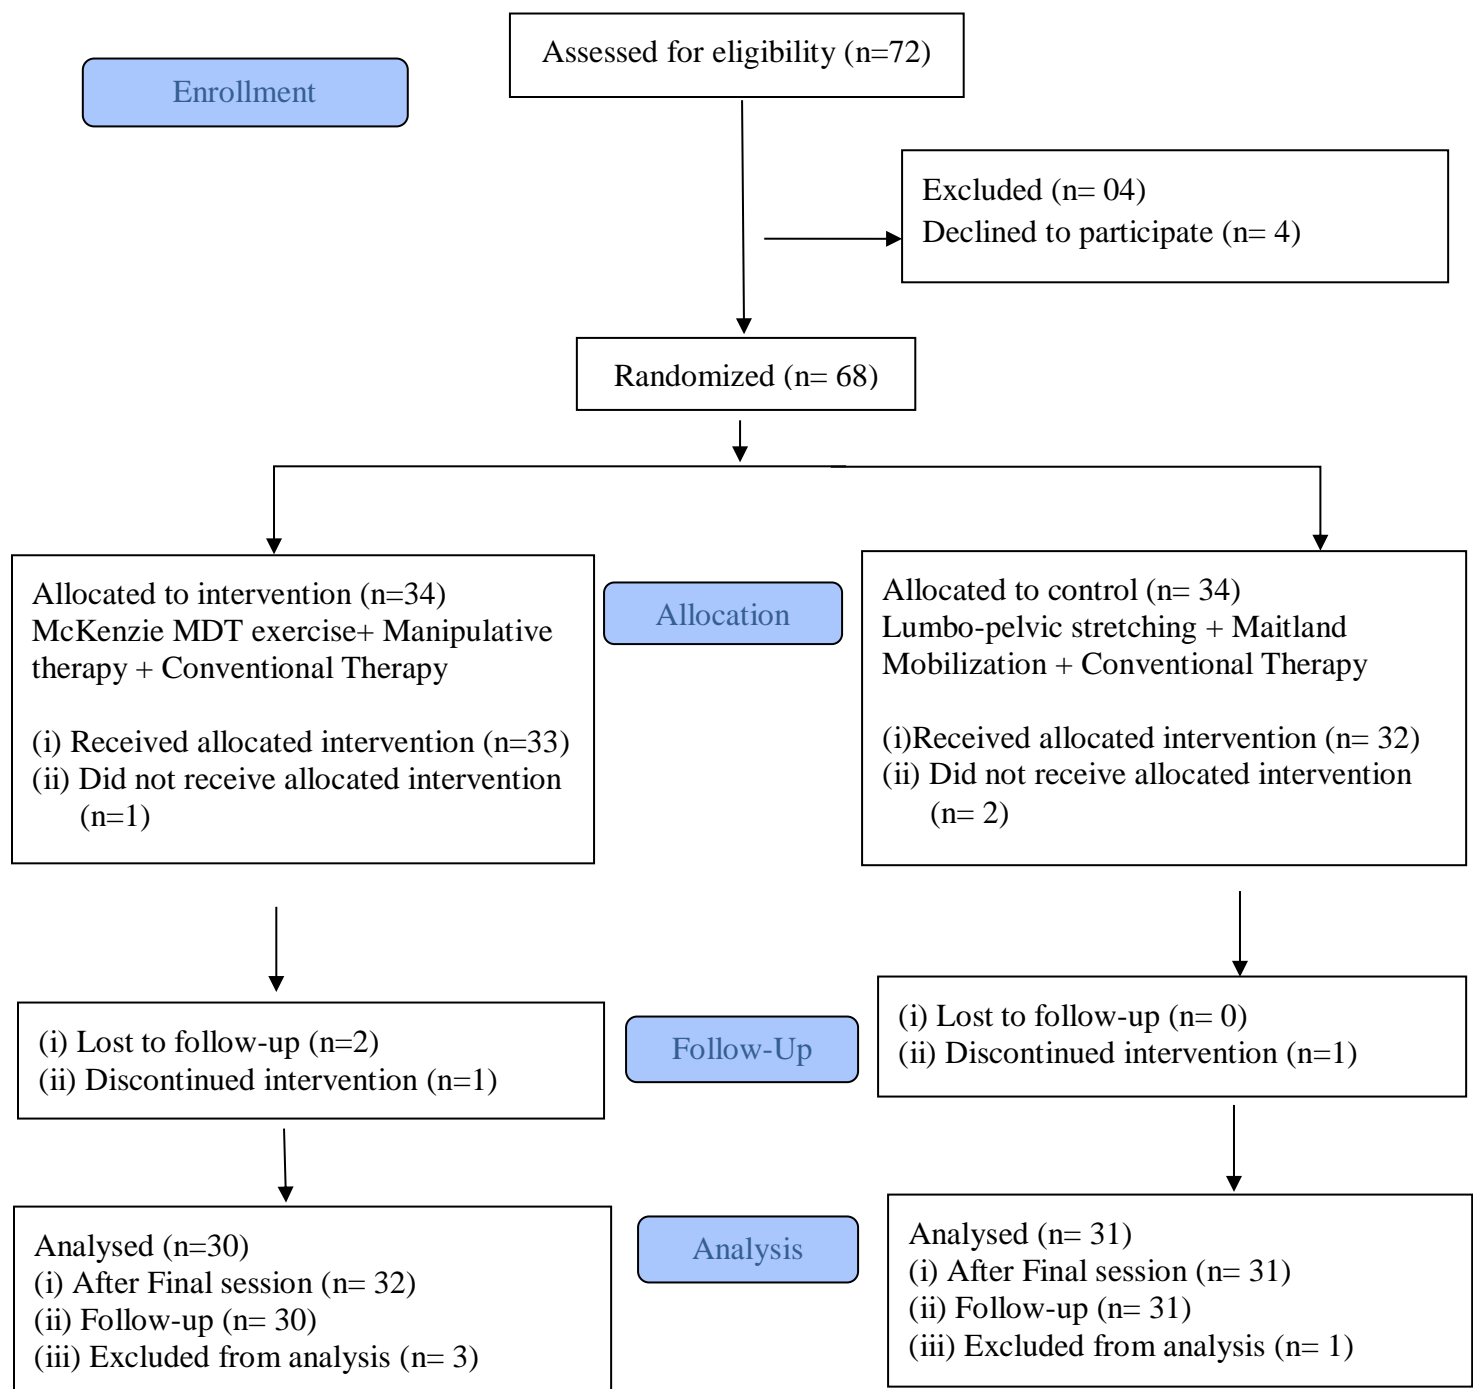 Assessed for eligibility (n=72)
Enrollment
Excluded (n= 04)
Declined to participate (n= 4)
Randomized (n= 68)
Allocated to intervention (n=34)
McKenzie MDT exercise+ Manipulative
therapy + Conventional Therapy
(i) Received allocated intervention (n=33)
(ii) Did not receive allocated intervention
(n=1)
Allocation
Allocated to control (n= 34)
Lumbo-pelvic stretching + Maitland
Mobilization + Conventional Therapy
(i)Received allocated intervention (n= 32)
(ii) Did not receive allocated intervention
(n= 2)
(i) Lost to follow-up (n=2)
(ii) Discontinued intervention (n=1)
Follow-Up
(i) Lost to follow-up (n= 0)
(ii) Discontinued intervention (n=1)
Analysed (n=30)
(i) After Final session (n= 32)
(ii) Follow-up (n= 30)
(iii) Excluded from analysis (n= 3)
Analysis
Analysed (n= 31)
(i) After Final session (n= 31)
(ii) Follow-up (n= 31)
(iii) Excluded from analysis (n= 1)